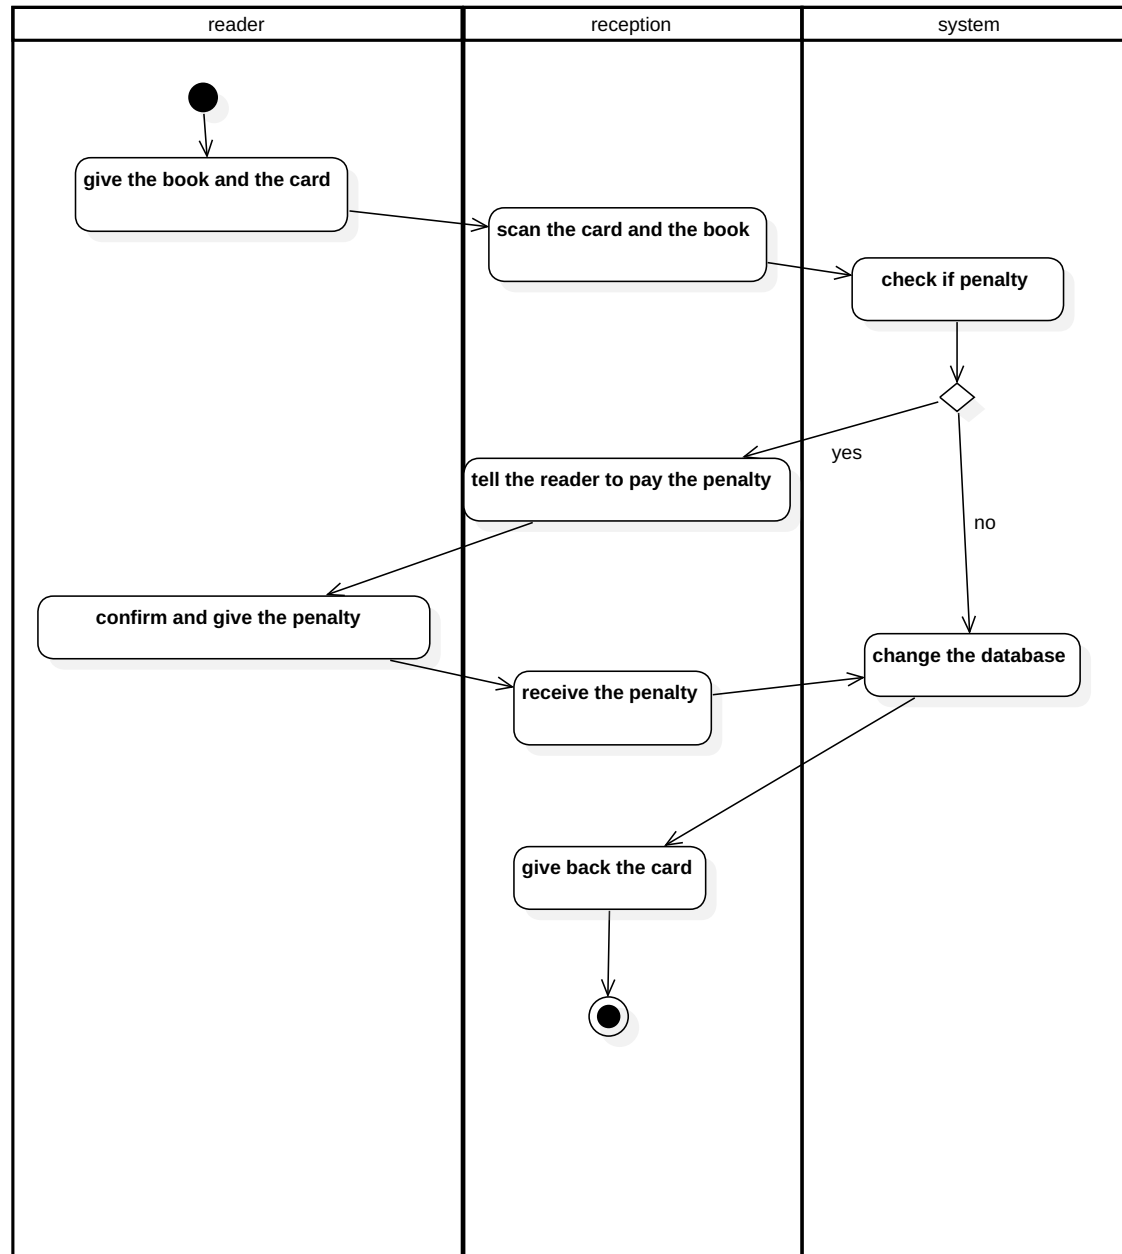 reader
reception
system
give the book and the card
scan the card and the book
check if penalty
yes
tell the reader to pay the penalty
no
confirm and give the penalty
change the database
receive the penalty
give back the card